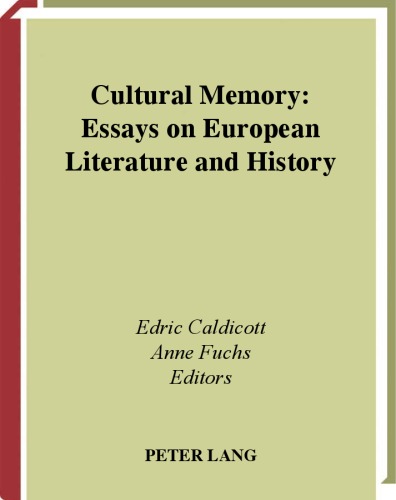 Cultural Memory:
Essays on European
Literature and History
Edric Caldicott
Anne Fuchs
Editors
PETER LANG